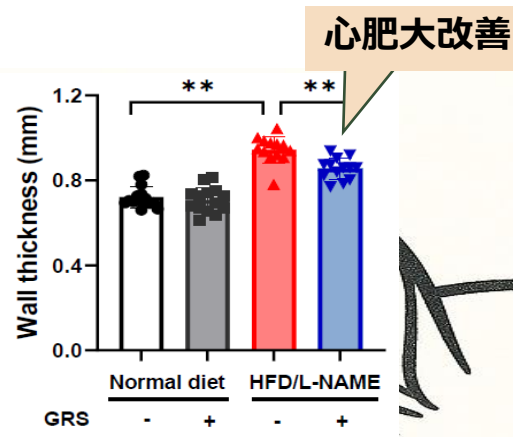 心肥大改善
** **
1.2
0.8
0.4
0.0
Wall thickness (mm)
Normal diet HFD/L-NAME
GRS - + - +